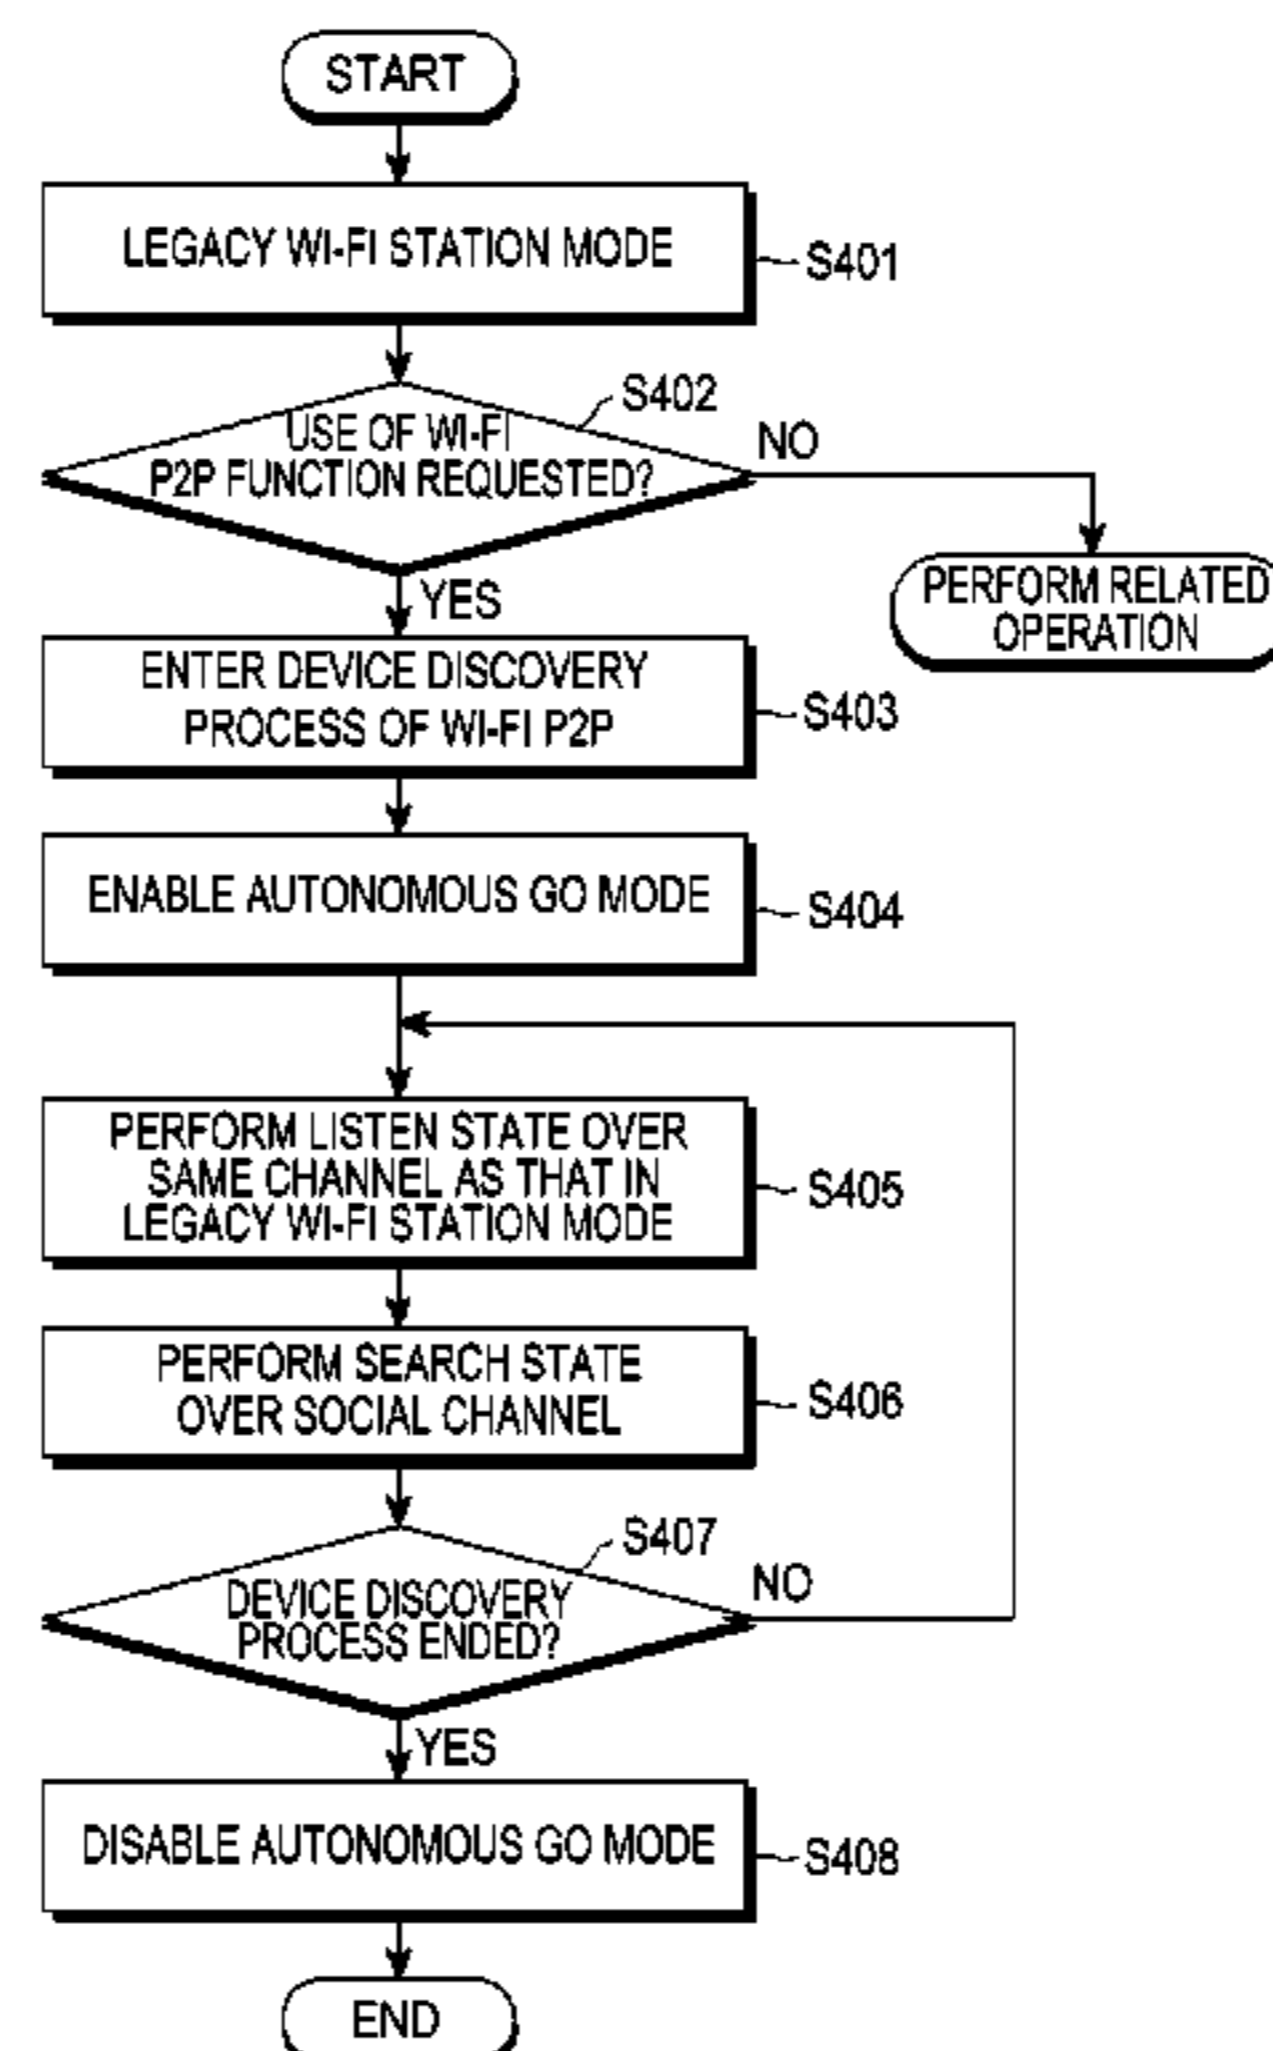 START
LEGACY WI-FI STATION MODE
S401
S402
USE OF WI-FI
P2P FUNCTION REQUESTED?
NO
PERFORM RELATED
OPERATION
YES
ENTER DEVICE DISCOVERY
PROCESS OF WI-FI P2P
S403
ENABLE AUTONOMOUS GO MODE
S404
PERFORM LISTEN STATE OVER
SAME CHANNEL AS THAT IN
LEGACY WI-FI STATION MODE
S405
PERFORM SEARCH STATE
OVER SOCIAL CHANNEL
S406
S407
DEVICE DISCOVERY
PROCESS ENDED?
NO
YES
DISABLE AUTONOMOUS GO MODE
S408
END